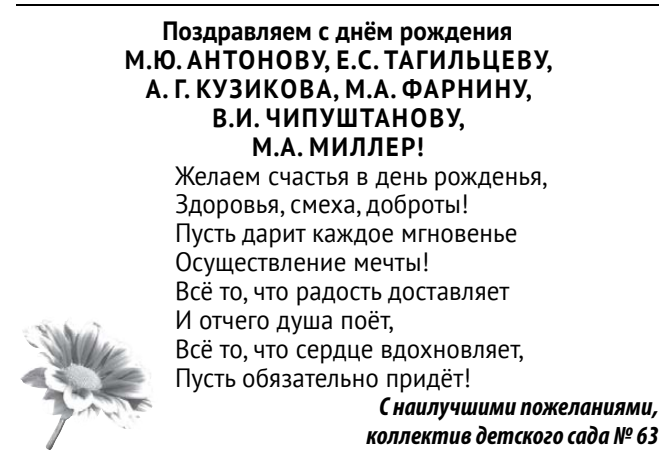 Поздравляем с днём рождения
М.Ю. АНТОНОВУ, Е.С. ТАГИЛЬЦЕВУ,
А. Г. КУЗИКОВА, М.А. ФАРНИНУ,
В.И. ЧИПУШТАНОВУ,
М.А. МИЛЛЕР!
Желаем счастья в день рожденья,
Здоровья, смеха, доброты!
Пусть дарит каждое мгновенье
Осуществление мечты!
Всё то, что радость доставляет
И отчего душа поёт,
Всё то, что сердце вдохновляет,
Пусть обязательно придёт!
С наилучшими пожеланиями,
коллектив детского сада № 63